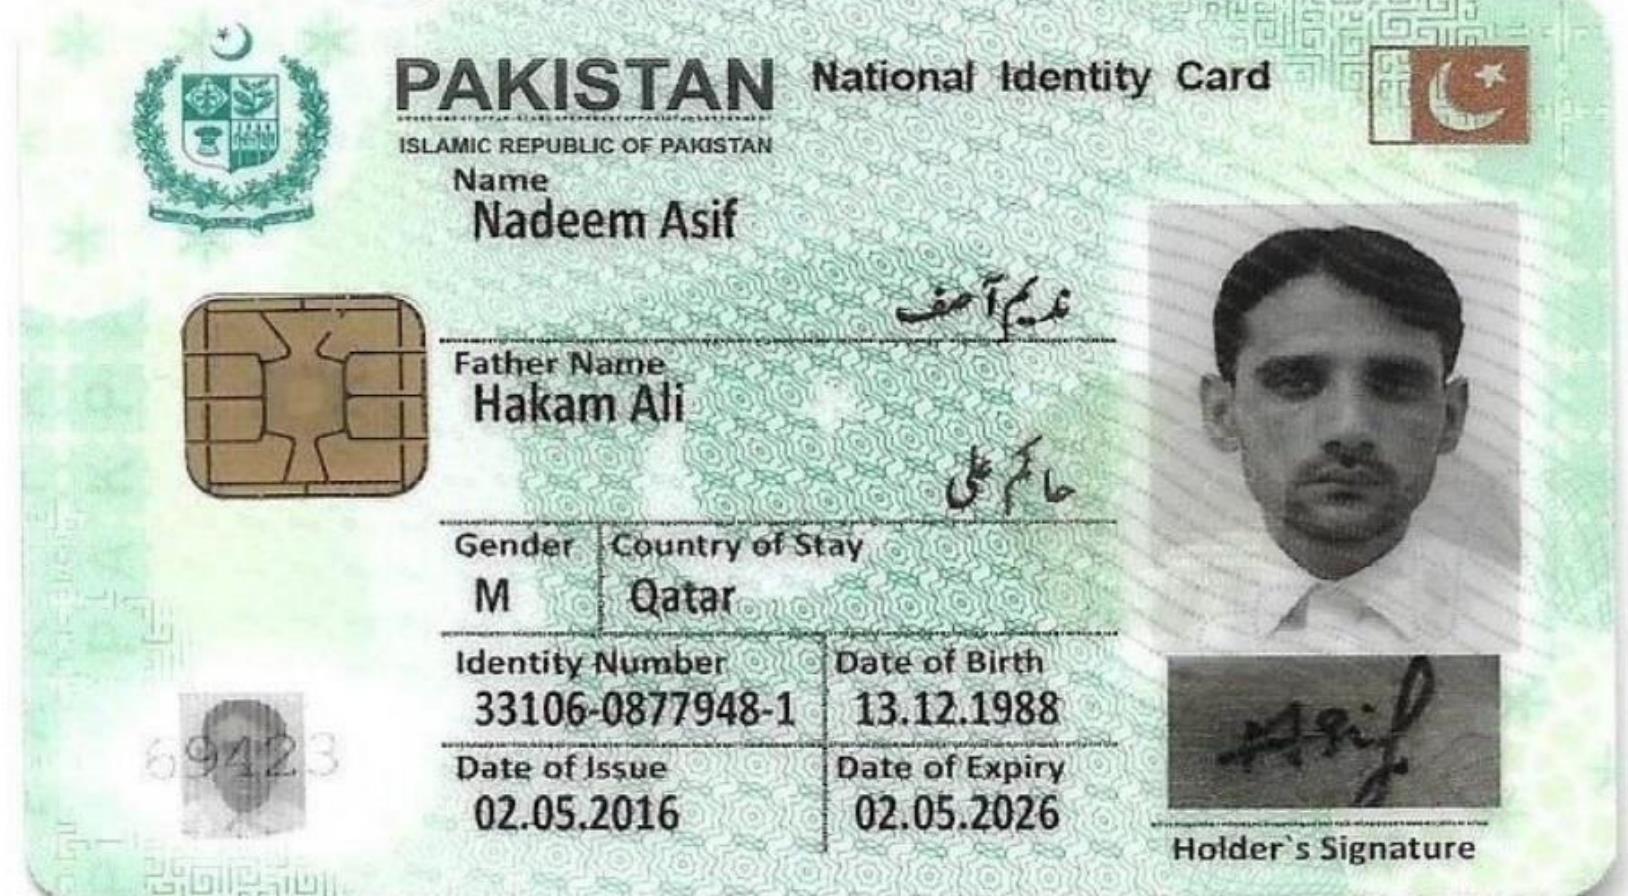 PAKISTAN National Identity Card
ISLAMIC REPUBLIC OF PAKISTAN
Name
Nadeem Asif
ندیم آصف
Father Name
Hakam Ali
حاکم علی
Gender Country of Stay
M Qatar
Identity Number Date of Birth
33106-0877948-1 13.12.1988
Date of Issue Date of Expiry
02.05.2016 02.05.2026
69423
Asif
Holder`s Signature